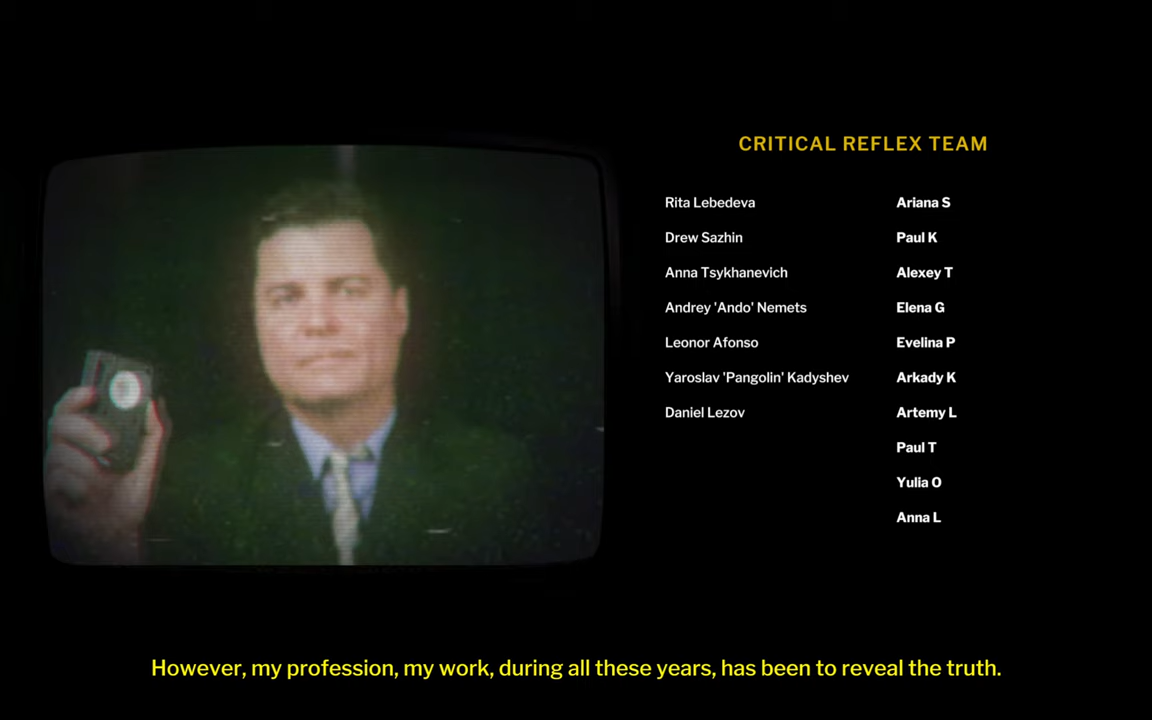 CRITICAL REFLEX TEAM
Rita Lebedeva
Drew Sazhin
Anna Tsykhanevich
Andrey 'Ando' Nemets
Leonor Afonso
Yaroslav 'Pangolin' Kadyshev
Daniel Lezov
Ariana S
Paul K
Alexey T
Elena G
Evelina P
Arkady K
Artemy L
Paul T
Yulia O
Anna L
However, my profession, my work, during all these years, has been to reveal the truth.